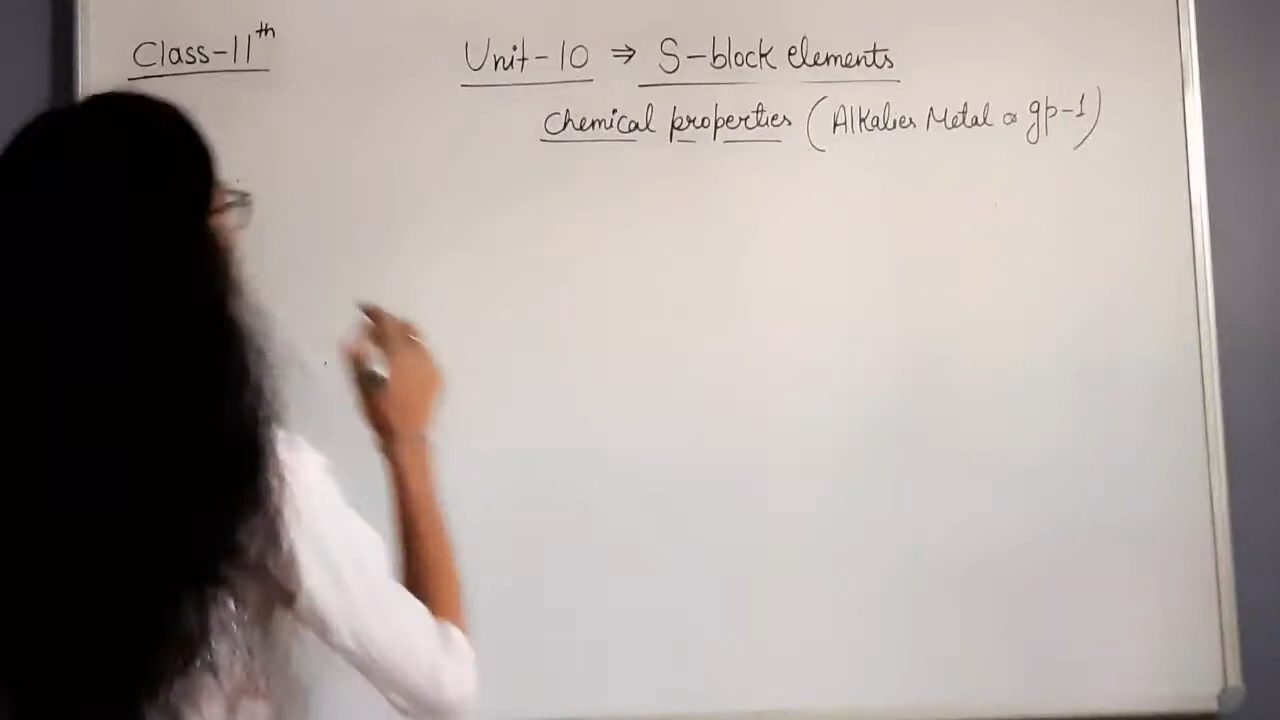 Class-11th
Unit-10 ⇒ S-block elements
Chemical properties (Alkalies Metal or gp-1)